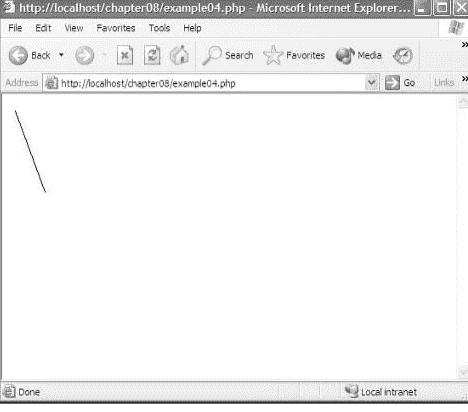 http://localhost/chapter08/example04.php - Microsoft Internet Explorer...
File Edit View Favorites Tools Help
Back Search Favorites Media
Address http://localhost/chapter08/example04.php Go Links
Done Local intranet